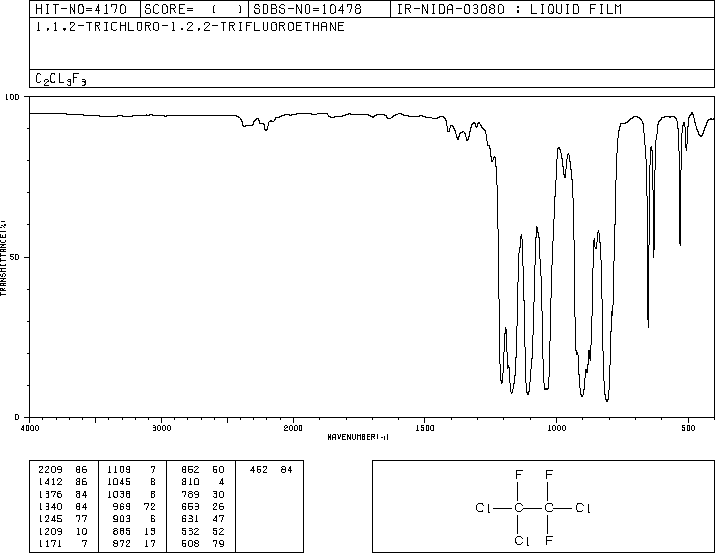 HIT-NO=4170 SCORE= ( ) SDBS-NO=10478 IR-NIDA-03080 : LIQUID FILM
1,1,2-TRICHLORO-1,2,2-TRIFLUOROETHANE
C2CL3F3
100
50
0
TRANSMITTANCE(%)
4000 3000 2000 1500 1000 500
WAVENUMBER(-1)
2209 86 1109 7 852 50 452 84
1412 86 1045 8 810 4
1376 84 1038 8 789 30
1340 84 969 72 653 26
1245 77 903 6 631 47
1209 10 885 13 532 52
1171 7 872 17 508 79
F F
Cl C C Cl
Cl F